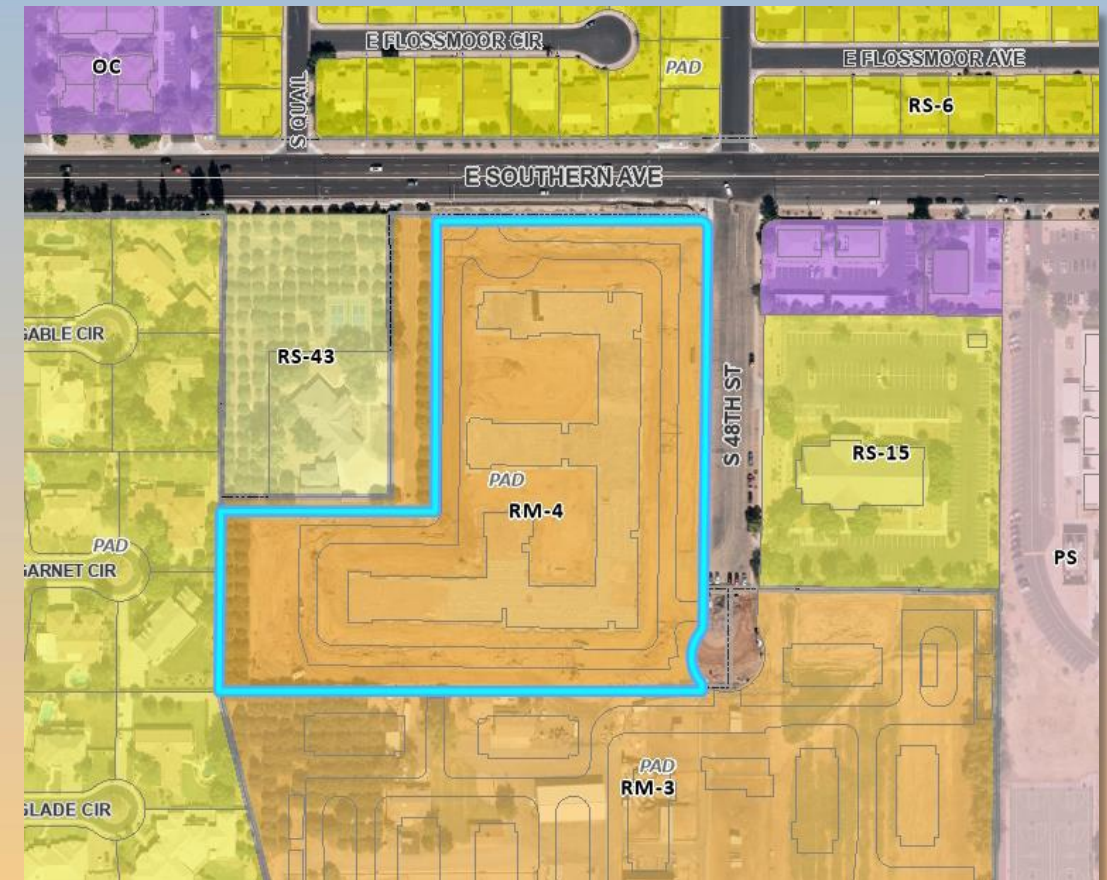 E FLOSSMOOR CIR
OC
PAD
E FLOSSMOOR AVE
RS-6
S QUAIL
E SOUTHERN AVE
GABLE CIR
RS-43
S 48TH ST
RS-15
PAD
RM-4
PAD
GARNET CIR
PS
PAD
RM-3
GLADE CIR